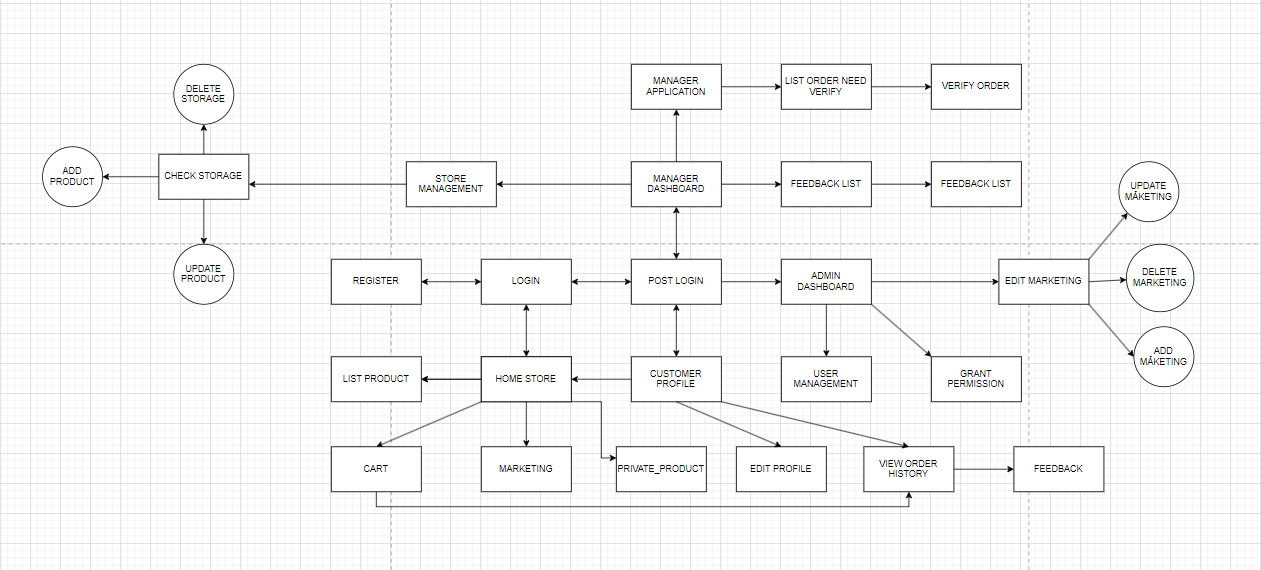 MANAGER
APPLICATION
LIST ORDER NEED
VERIFY
VERIFY ORDER
DELETE
STORAGE
ADD
PRODUCT
CHECK STORAGE
STORE
MANAGEMENT
MANAGER
DASHBOARD
FEEDBACK LIST
FEEDBACK LIST
UPDATE
MÂKETING
UPDATE
PRODUCT
REGISTER
LOGIN
POST LOGIN
ADMIN
DASHBOARD
EDIT MARKETING
DELETE
MARKETING
LIST PRODUCT
HOME STORE
CUSTOMER
PROFILE
USER
MANAGEMENT
GRANT
PERMISSION
ADD
MÂKETING
CART
MARKETING
PRIVATE_PRODUCT
EDIT PROFILE
VIEW ORDER
HISTORY
FEEDBACK